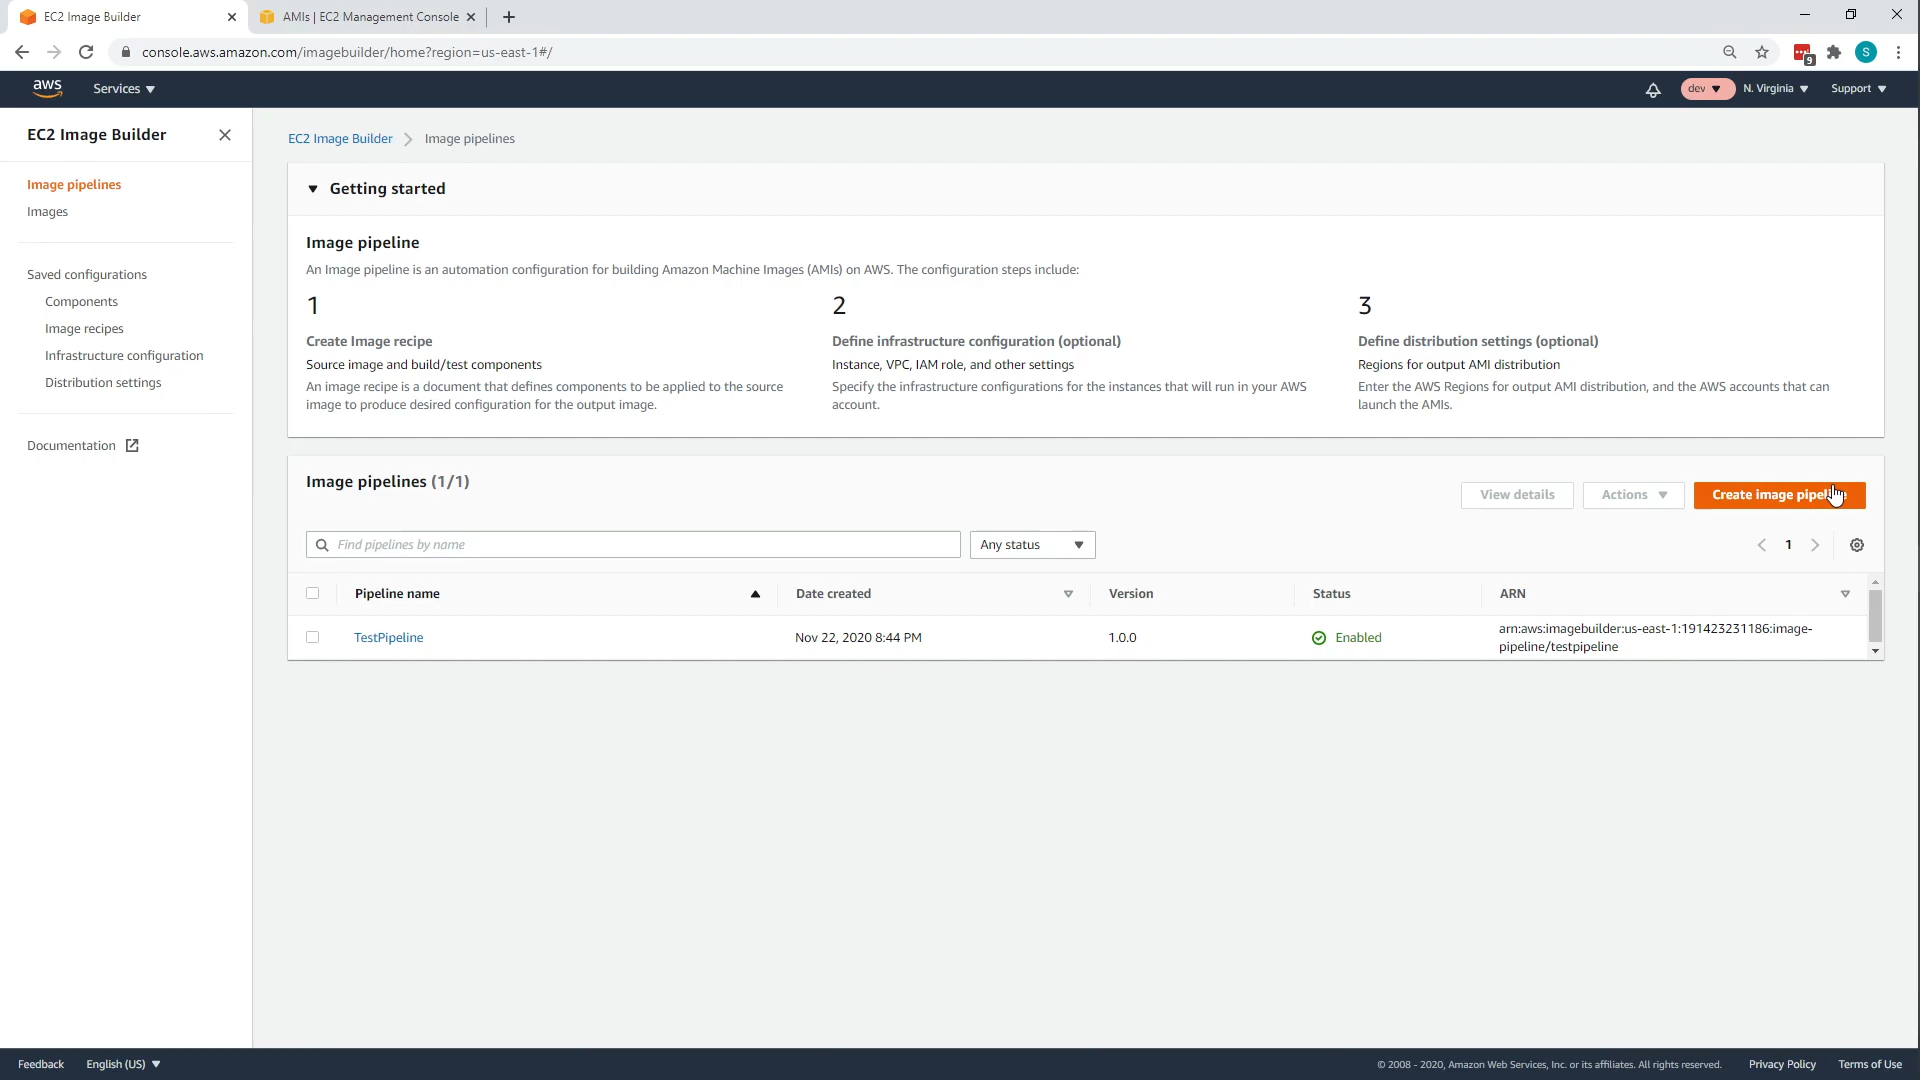 EC2 Image Builder
AMIs | EC2 Management Console
console.aws.amazon.com/imagebuilder/home?region=us-east-1#/
9
S
aws
Services
dev
N. Virginia
Support
EC2 Image Builder
Image pipelines
Images
Saved configurations
Components
Image recipes
Infrastructure configuration
Distribution settings
Documentation
EC2 Image Builder
Image pipelines
Getting started
Image pipeline
An Image pipeline is an automation configuration for building Amazon Machine Images (AMIs) on AWS. The configuration steps include:
1
Create Image recipe
Source image and build/test components
An image recipe is a document that defines components to be applied to the source
image to produce desired configuration for the output image.
2
Define infrastructure configuration (optional)
Instance, VPC, IAM role, and other settings
Specify the infrastructure configurations for the instances that will run in your AWS
account.
3
Define distribution settings (optional)
Regions for output AMI distribution
Enter the AWS Regions for output AMI distribution, and the AWS accounts that can
launch the AMIs.
Image pipelines (1/1)
View details
Actions
Create image pipeline
Find pipelines by name
Any status
1
Pipeline name
Date created
Version
Status
ARN
TestPipeline
Nov 22, 2020 8:44 PM
1.0.0
Enabled
arn:aws:imagebuilder:us-east-1:191423231186:image-
pipeline/testpipeline
Feedback
English (US)
© 2008 - 2020, Amazon Web Services, Inc. or its affiliates. All rights reserved.
Privacy Policy
Terms of Use